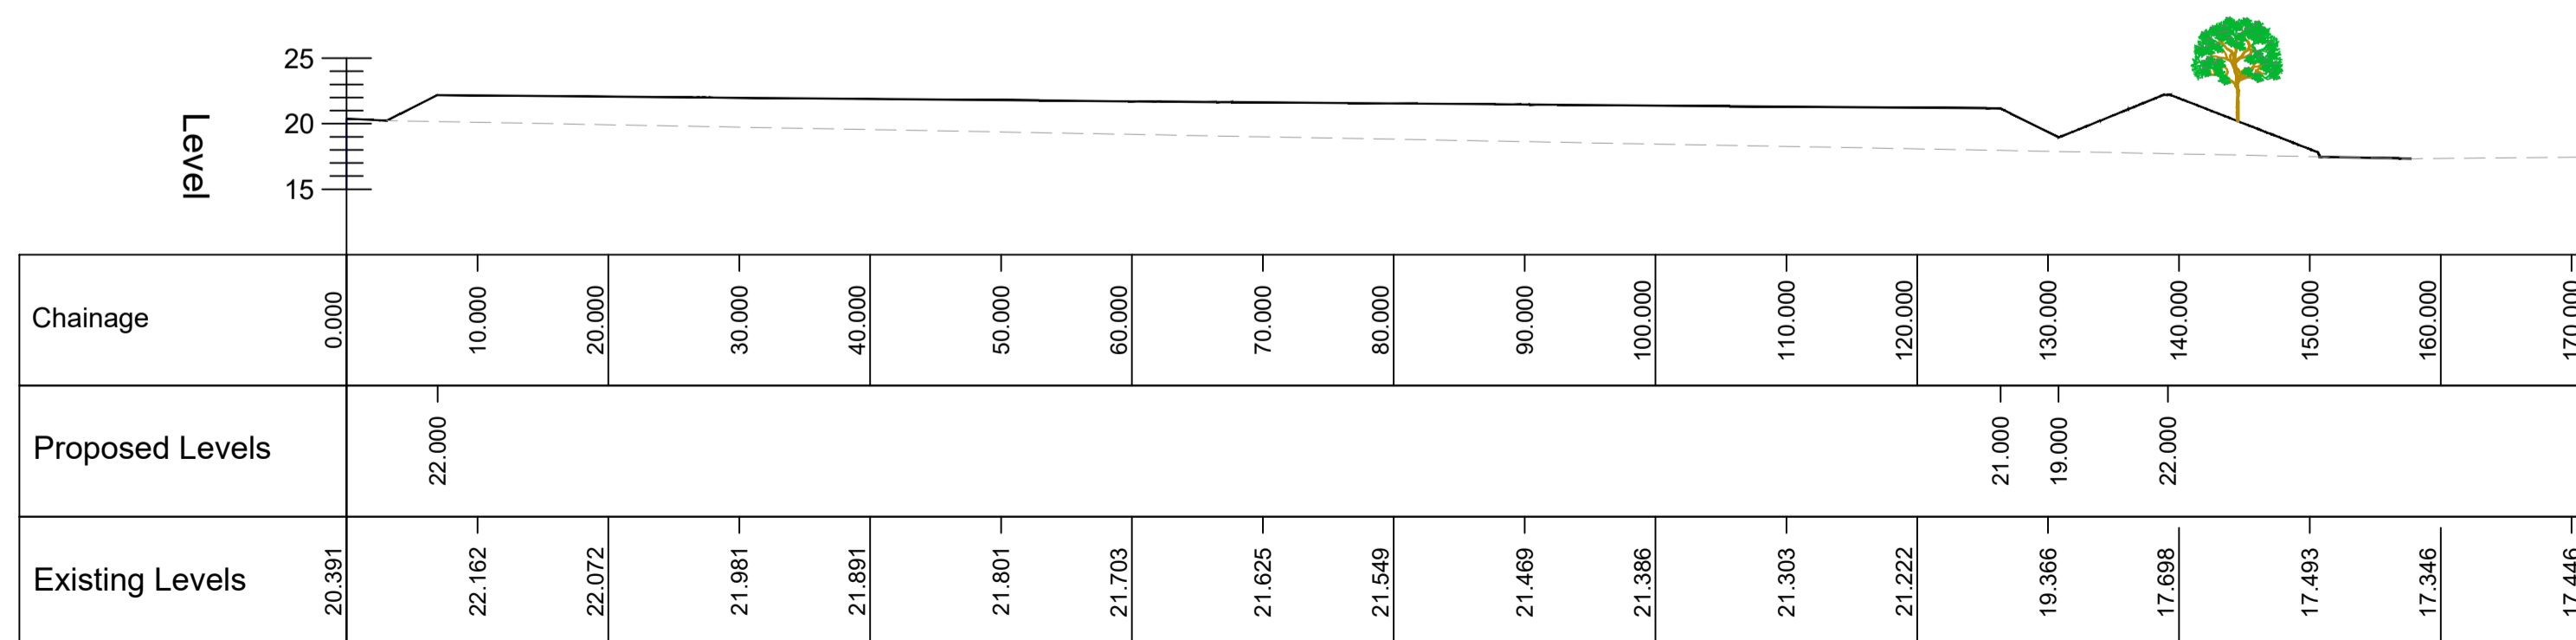 25
20
15
Level
Chainage 0.000 10.000 20.000 30.000 40.000 50.000 60.000 70.000 80.000 90.000 100.000 110.000 120.000 130.000 140.000 150.000 160.000 170.000
Proposed Levels 22.000 21.000 19.000 22.000
Existing Levels 20.391 22.162 22.072 21.981 21.891 21.801 21.703 21.625 21.549 21.469 21.386 21.303 21.222 19.366 17.698 17.493 17.346 17.446